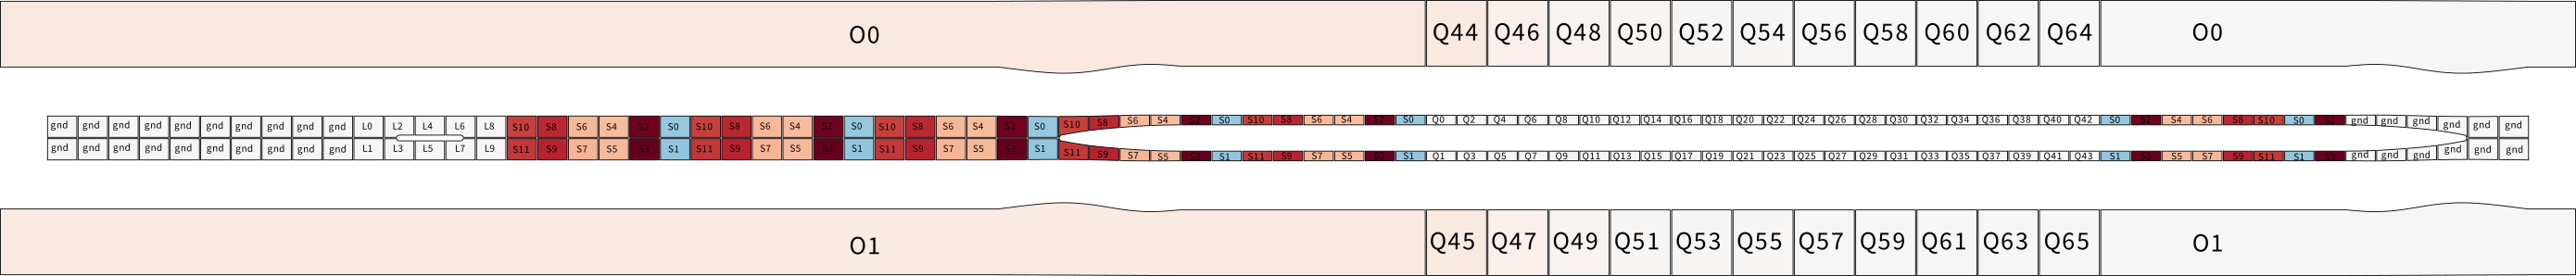 O0 Q44 Q46 Q48 Q50 Q52 Q54 Q56 Q58 Q60 Q62 Q64 O0
gnd gnd gnd gnd gnd gnd gnd gnd gnd gnd L0 L2 L4 L6 L8 S10 S8 S6 S4 S2 S0 S10 S8 S6 S4 S2 S0 S10 S8 S6 S4 S2 S0 S10 S8 S6 S4 S2 S0 S10 S8 S6 S4 S2 S0 Q0 Q2 Q4 Q6 Q8 Q10 Q12 Q14 Q16 Q18 Q20 Q22 Q24 Q26 Q28 Q30 Q32 Q34 Q36 Q38 Q40 Q42 S0 S2 S4 S6 S8 S10 S0 S2 gnd gnd gnd gnd gnd gnd
gnd gnd gnd gnd gnd gnd gnd gnd gnd gnd L1 L3 L5 L7 L9 S11 S9 S7 S5 S3 S1 S11 S9 S7 S5 S3 S1 S11 S9 S7 S5 S3 S1 S11 S9 S7 S5 S3 S1 S11 S9 S7 S5 S3 S1 Q1 Q3 Q5 Q7 Q9 Q11 Q13 Q15 Q17 Q19 Q21 Q23 Q25 Q27 Q29 Q31 Q33 Q35 Q37 Q39 Q41 Q43 S1 S3 S5 S7 S9 S11 S1 S3 gnd gnd gnd gnd gnd gnd
O1 Q45 Q47 Q49 Q51 Q53 Q55 Q57 Q59 Q61 Q63 Q65 O1